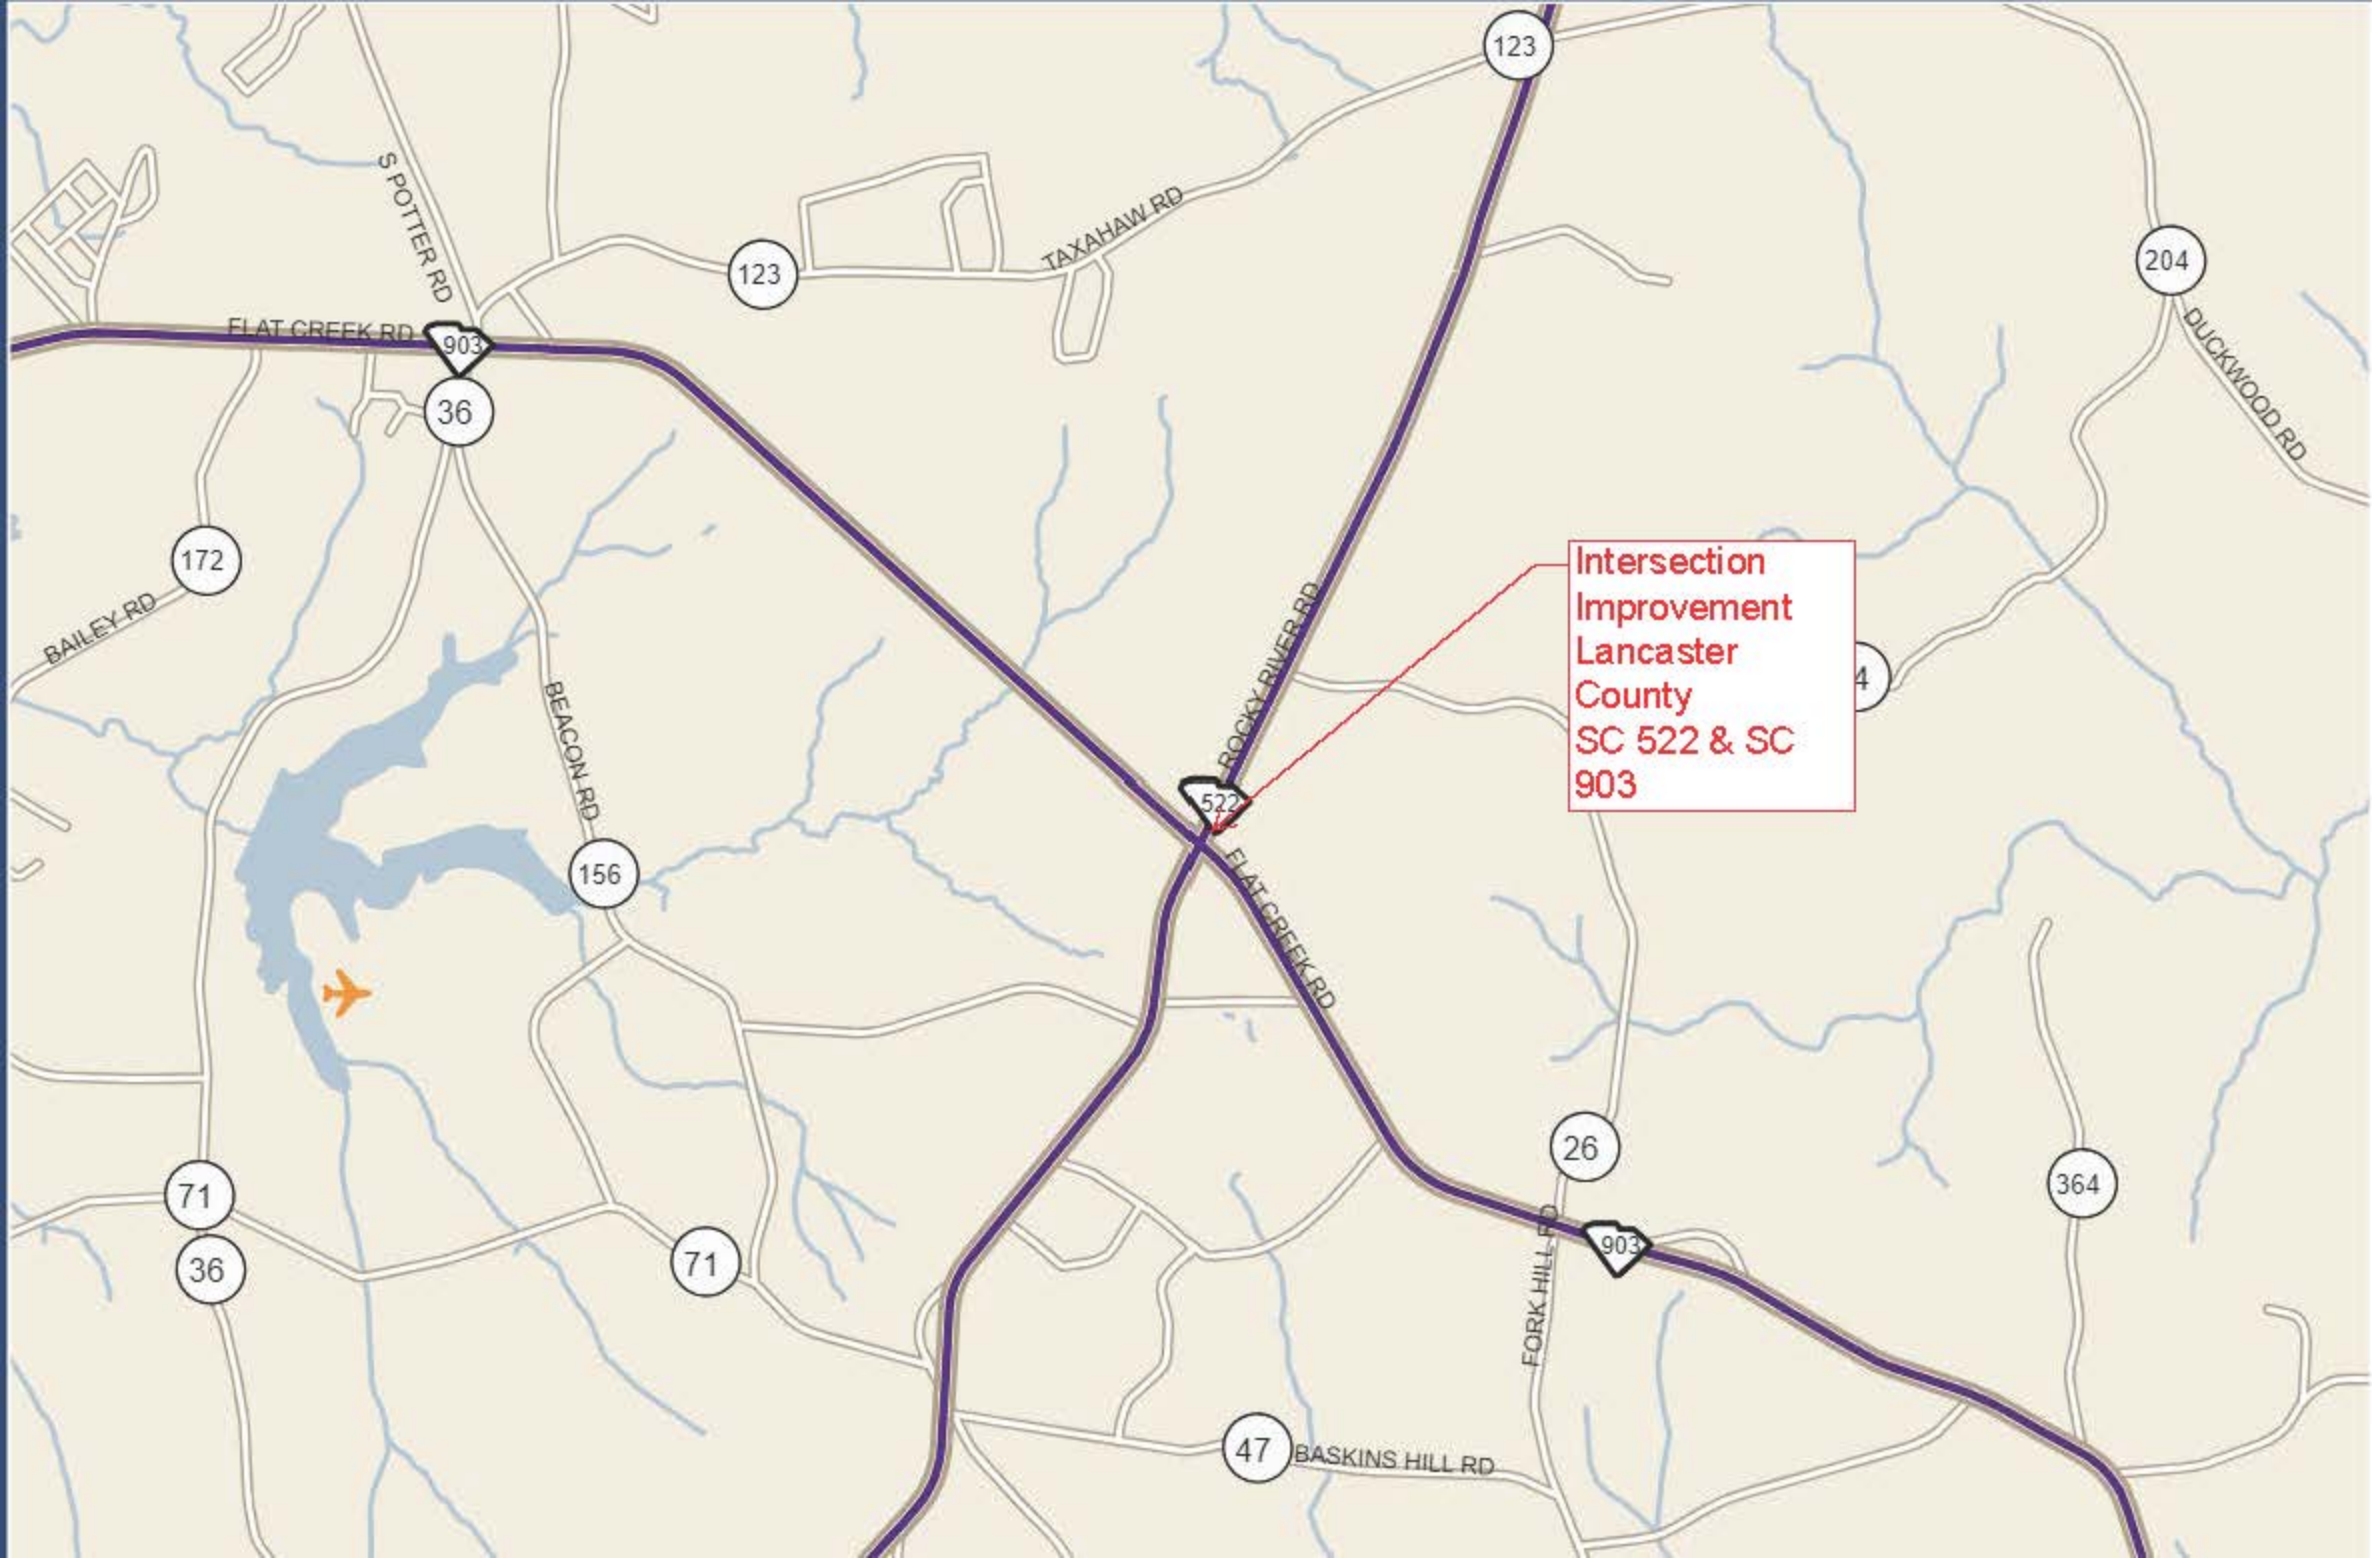 123
S POTTER RD
TAXAHAW RD
123
204
DUCKWOOD RD
FLAT CREEK RD
903
36
172
BAILEY RD
Intersection
Improvement
Lancaster
County
SC 522 & SC
903
4
ROCKY RIVER RD
BEACON RD
522
156
FLAT CREEK RD
26
71
364
36
71
903
FORK HILL RD
47
BASKINS HILL RD